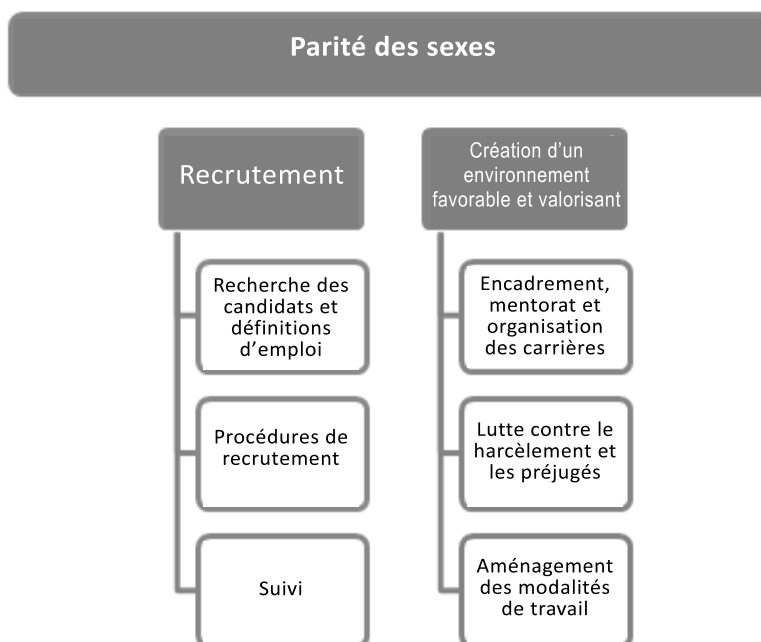 Parité des sexes
Recrutement
Recherche des
candidats et
définitions
d’emploi
Procédures de
recrutement
Suivi
Création d’un
environnement
favorable et valorisant
Encadrement,
mentorat et
organisation
des carrières
Lutte contre le
harcèlement et
les préjugés
Aménagement
des modalités
de travail